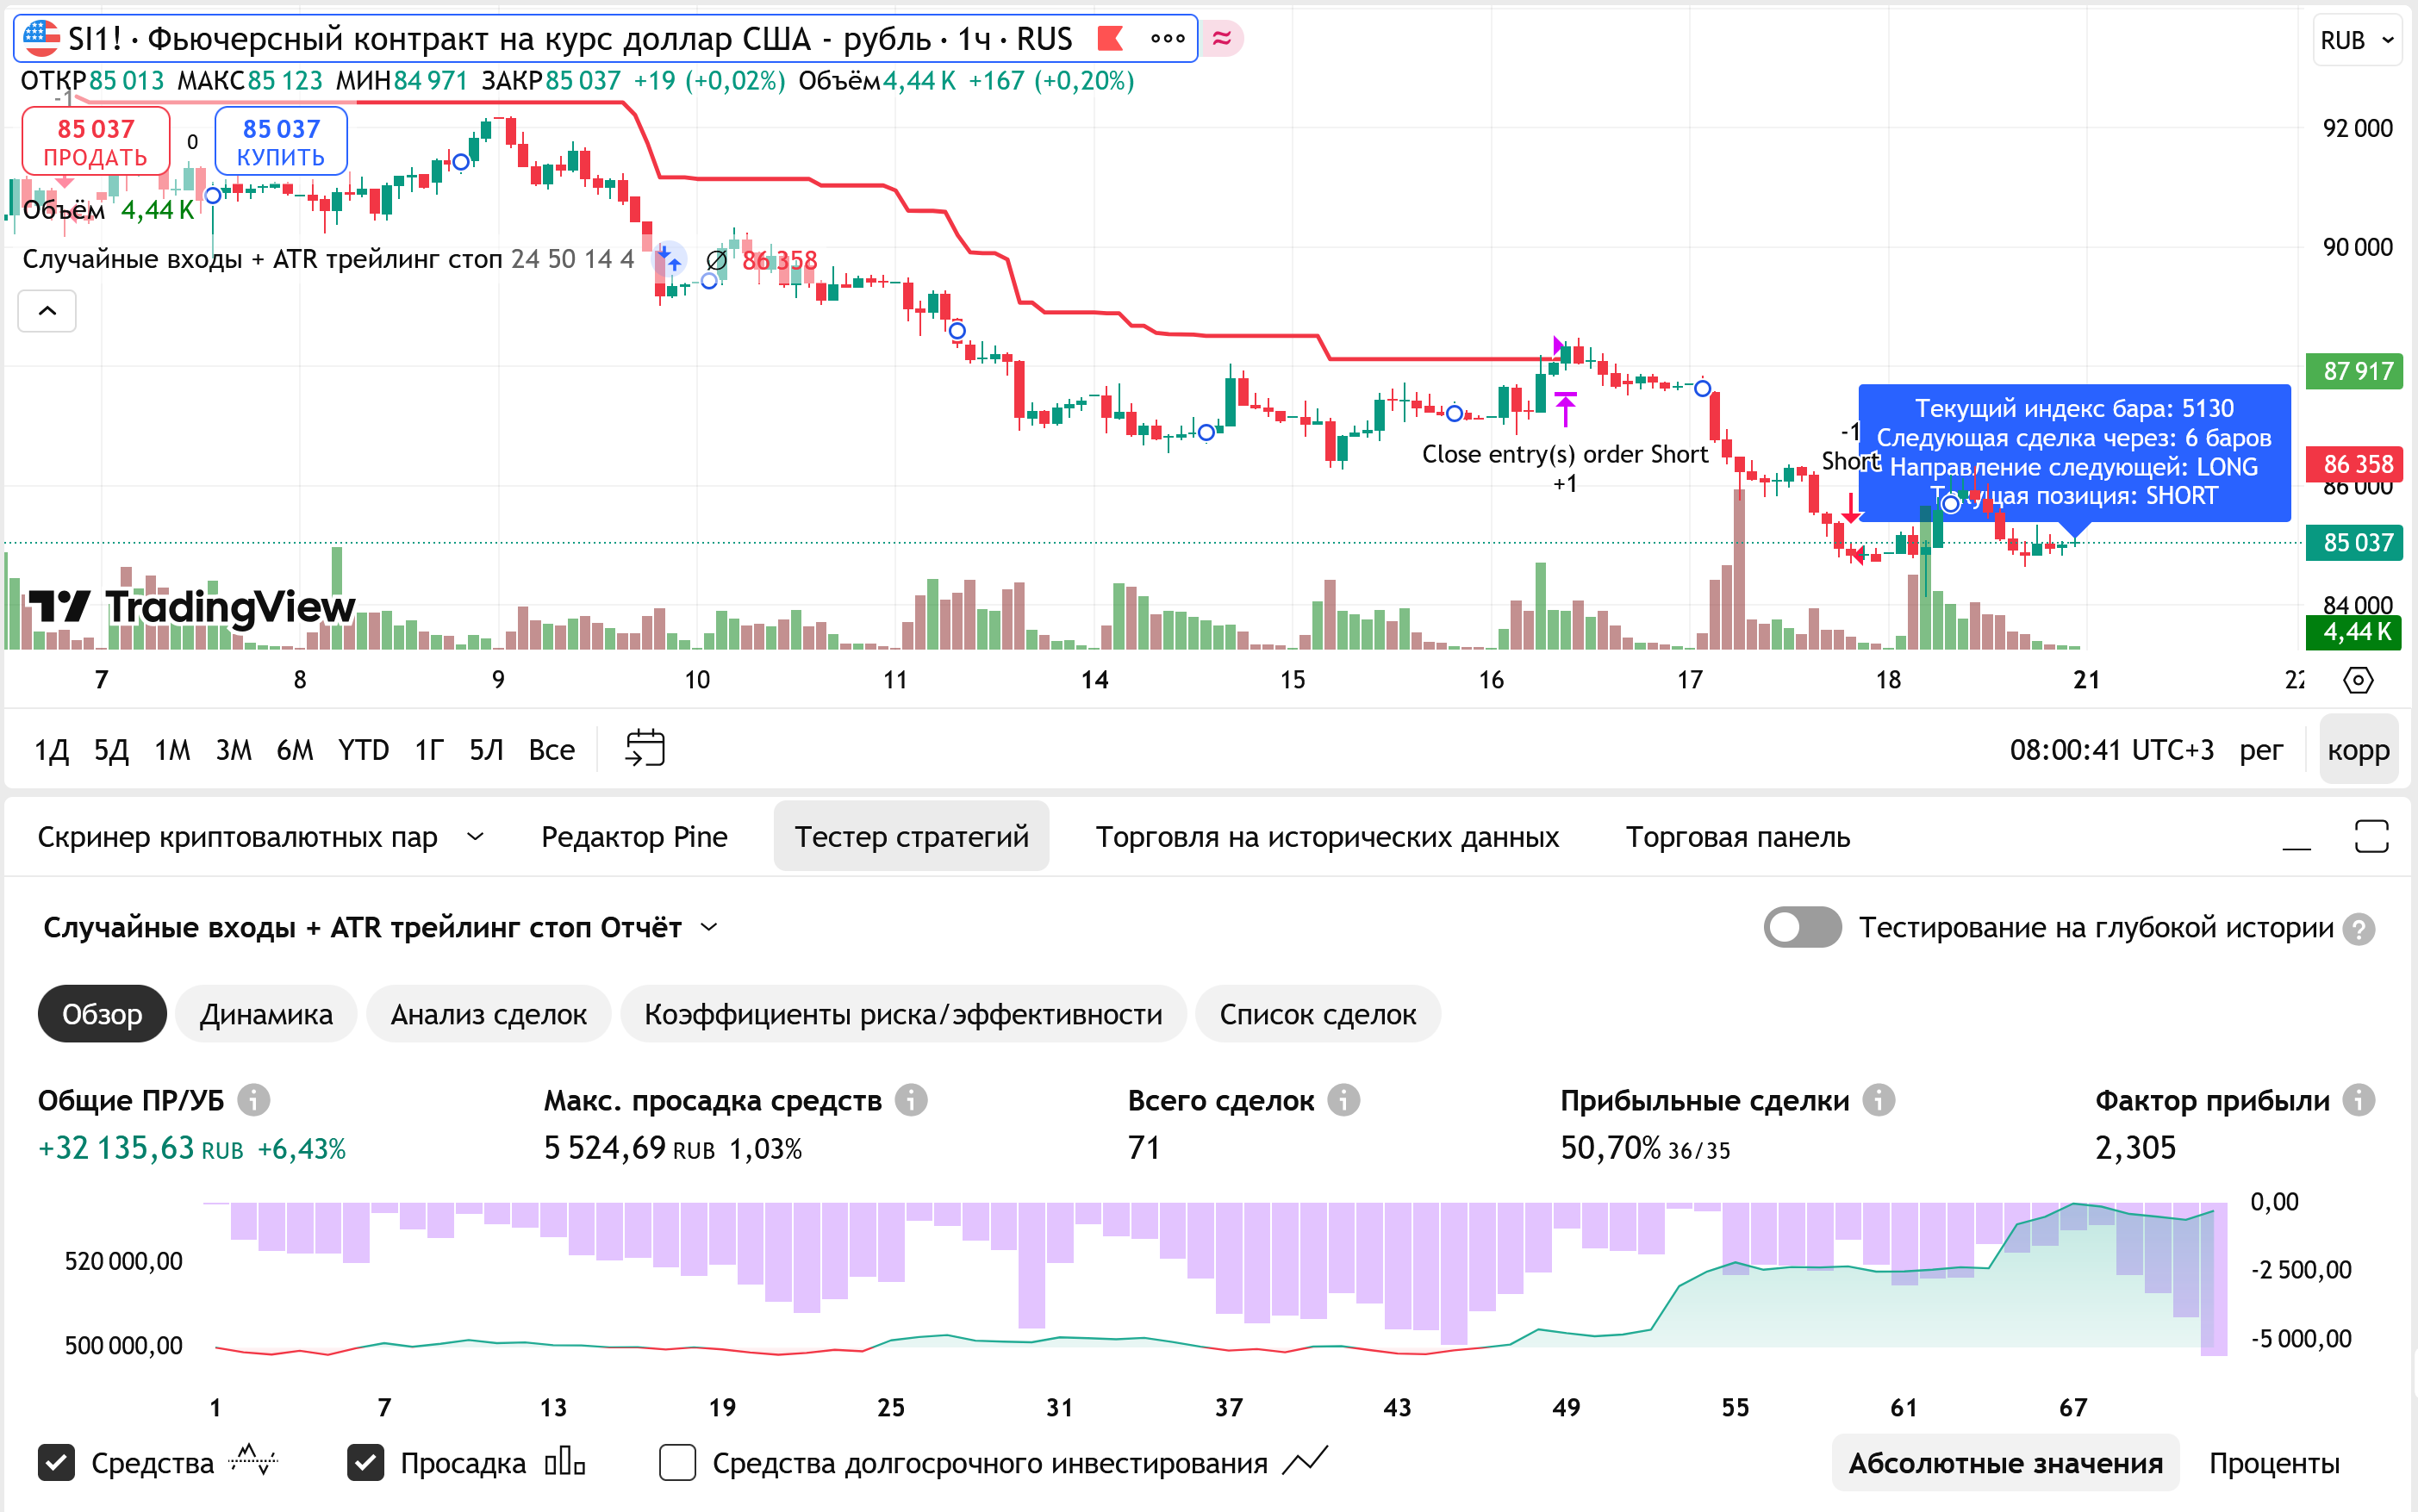 SI1! · Фьючерсный контракт на курс доллар США - рубль · 1ч · RUS
RUB
ОТКР85 013 МАКС85 123 МИН84 971 ЗАКР85 037 +19 (+0,02%) Объём4,44 K +167 (+0,20%)
-1
85 037
ПРОДАТЬ
0
85 037
КУПИТЬ
Объём 4,44 K
Случайные входы + ATR трейлинг стоп 24 50 14 4 Ø 86 358
92 000
90 000
87 917
86 358
86 000
85 037
84 000
4,44 K
Close entry(s) order Short
+1
-1
Short
Текущий индекс бара: 5130
Следующая сделка через: 6 баров
Направление следующей: LONG
Текущая позиция: SHORT
TradingView
7 8 9 10 11 14 15 16 17 18 21 22
1Д 5Д 1М 3М 6М YTD 1Г 5Л Все
08:00:41 UTC+3 рег корр
Скринер криптовалютных пар Редактор Pine Тестер стратегий Торговля на исторических данных Торговая панель
Случайные входы + ATR трейлинг стоп Отчёт
Тестирование на глубокой истории
Обзор Динамика Анализ сделок Коэффициенты риска/эффективности Список сделок
Общие ПР/УБ
+32 135,63 RUB +6,43%
Макс. просадка средств
5 524,69 RUB 1,03%
Всего сделок
71
Прибыльные сделки
50,70% 36/35
Фактор прибыли
2,305
520 000,00
500 000,00
0,00
-2 500,00
-5 000,00
1 7 13 19 25 31 37 43 49 55 61 67
Средства Просадка Средства долгосрочного инвестирования
Абсолютные значения Проценты